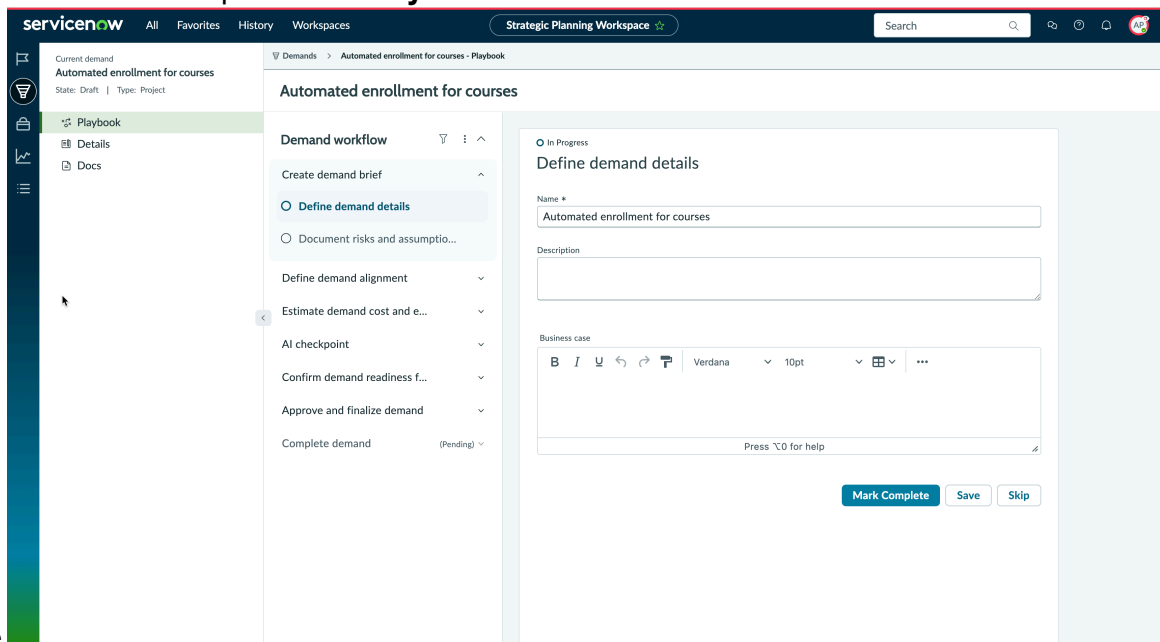 servicenow All Favorites History Workspaces Strategic Planning Workspace Search AP
Current demand
Automated enrollment for courses
State: Draft | Type: Project
Demands > Automated enrollment for courses - Playbook
Automated enrollment for courses
Playbook
Details
Docs
Demand workflow
Create demand brief
Define demand details
Document risks and assumptio...
Define demand alignment
Estimate demand cost and e...
AI checkpoint
Confirm demand readiness f...
Approve and finalize demand
Complete demand (Pending)
In Progress
Define demand details
Name *
Automated enrollment for courses
Description
Business case
B I U Verdana 10pt
Press ⌥0 for help
Mark Complete Save Skip